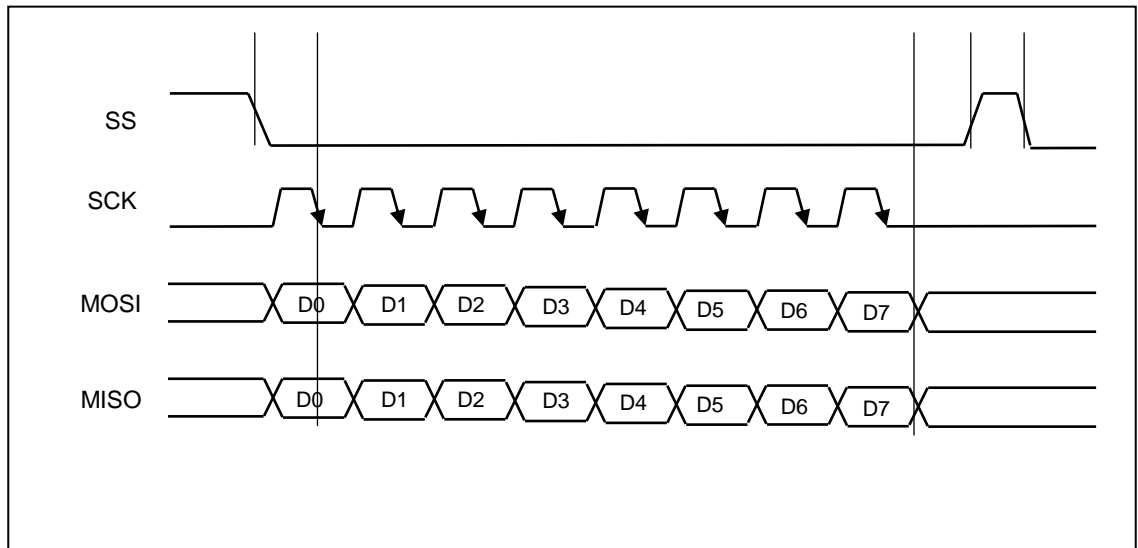 SS
SCK
MOSI D0 D1 D2 D3 D4 D5 D6 D7
MISO D0 D1 D2 D3 D4 D5 D6 D7